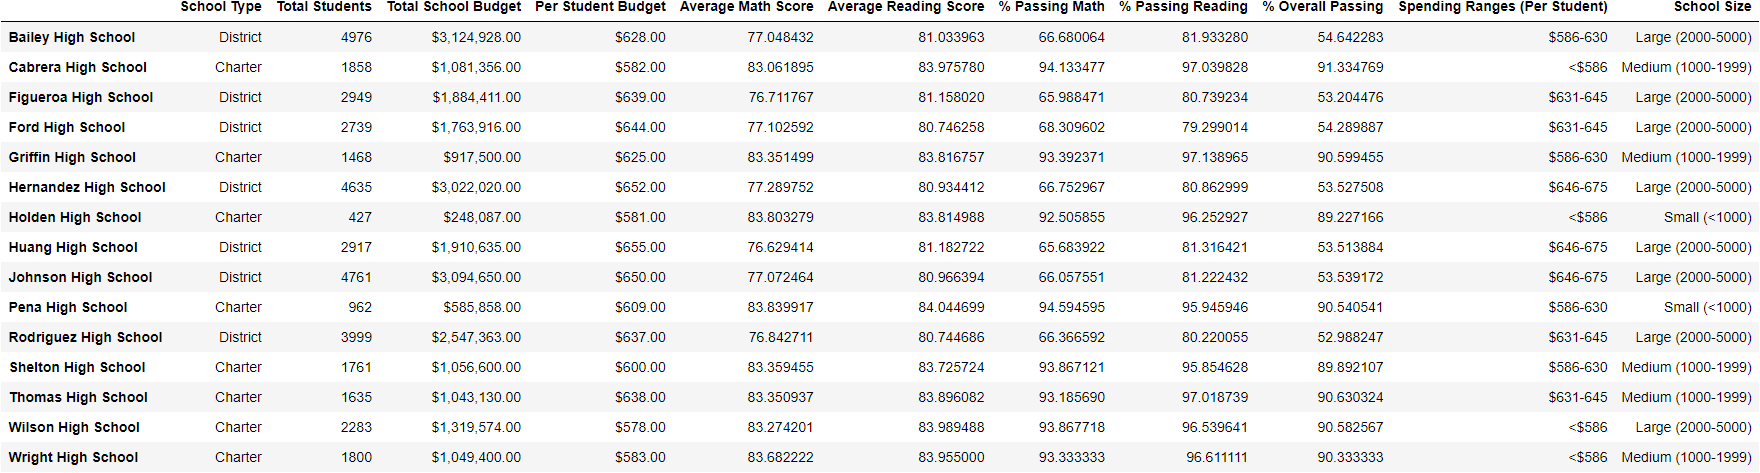 School Type Total Students Total School Budget Per Student Budget Average Math Score Average Reading Score % Passing Math % Passing Reading % Overall Passing Spending Ranges (Per Student) School Size
Bailey High School District 4976 $3,124,928.00 $628.00 77.048432 81.033963 66.680064 81.933280 54.642283 $586-630 Large (2000-5000)
Cabrera High School Charter 1858 $1,081,356.00 $582.00 83.061895 83.975780 94.133477 97.039828 91.334769 <$586 Medium (1000-1999)
Figueroa High School District 2949 $1,884,411.00 $639.00 76.711767 81.158020 65.988471 80.739234 53.204476 $631-645 Large (2000-5000)
Ford High School District 2739 $1,763,916.00 $644.00 77.102592 80.746258 68.309602 79.299014 54.289887 $631-645 Large (2000-5000)
Griffin High School Charter 1468 $917,500.00 $625.00 83.351499 83.816757 93.392371 97.138965 90.599455 $586-630 Medium (1000-1999)
Hernandez High School District 4635 $3,022,020.00 $652.00 77.289752 80.934412 66.752967 80.862999 53.527508 $646-675 Large (2000-5000)
Holden High School Charter 427 $248,087.00 $581.00 83.803279 83.814988 92.505855 96.252927 89.227166 <$586 Small (<1000)
Huang High School District 2917 $1,910,635.00 $655.00 76.629414 81.182722 65.683922 81.316421 53.513884 $646-675 Large (2000-5000)
Johnson High School District 4761 $3,094,650.00 $650.00 77.072464 80.966394 66.057551 81.222432 53.539172 $646-675 Large (2000-5000)
Pena High School Charter 962 $585,858.00 $609.00 83.839917 84.044699 94.594595 95.945946 90.540541 $586-630 Small (<1000)
Rodriguez High School District 3999 $2,547,363.00 $637.00 76.842711 80.744686 66.366592 80.220055 52.988247 $631-645 Large (2000-5000)
Shelton High School Charter 1761 $1,056,600.00 $600.00 83.359455 83.725724 93.867121 95.854628 89.892107 $586-630 Medium (1000-1999)
Thomas High School Charter 1635 $1,043,130.00 $638.00 83.350937 83.896082 93.185690 97.018739 90.630324 $631-645 Medium (1000-1999)
Wilson High School Charter 2283 $1,319,574.00 $578.00 83.274201 83.989488 93.867718 96.539641 90.582567 <$586 Large (2000-5000)
Wright High School Charter 1800 $1,049,400.00 $583.00 83.682222 83.955000 93.333333 96.611111 90.333333 <$586 Medium (1000-1999)